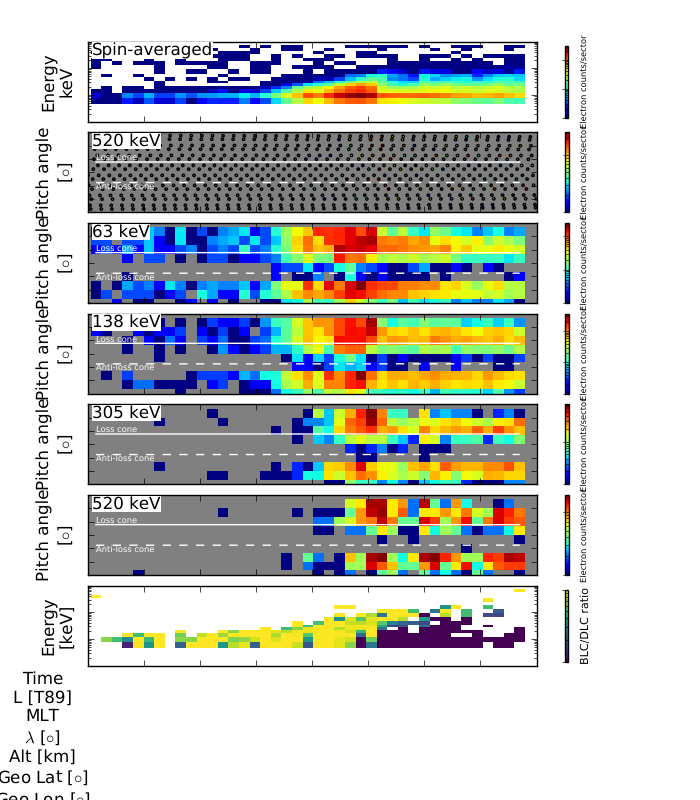 Spin-averaged
Energy
keV
Electron counts/sector
520 keV
Loss cone
Anti-loss cone
Pitch angle
[○]
Electron counts/sector
63 keV
Loss cone
Anti-loss cone
Pitch angle
[○]
Electron counts/sector
138 keV
Loss cone
Anti-loss cone
Pitch angle
[○]
Electron counts/sector
305 keV
Loss cone
Anti-loss cone
Pitch angle
[○]
Electron counts/sector
520 keV
Loss cone
Anti-loss cone
Pitch angle
[○]
Electron counts/sector
Energy
[keV]
BLC/DLC ratio
Time
L [T89]
MLT
λ [○]
Alt [km]
Geo Lat [○]
Geo Lon [○]